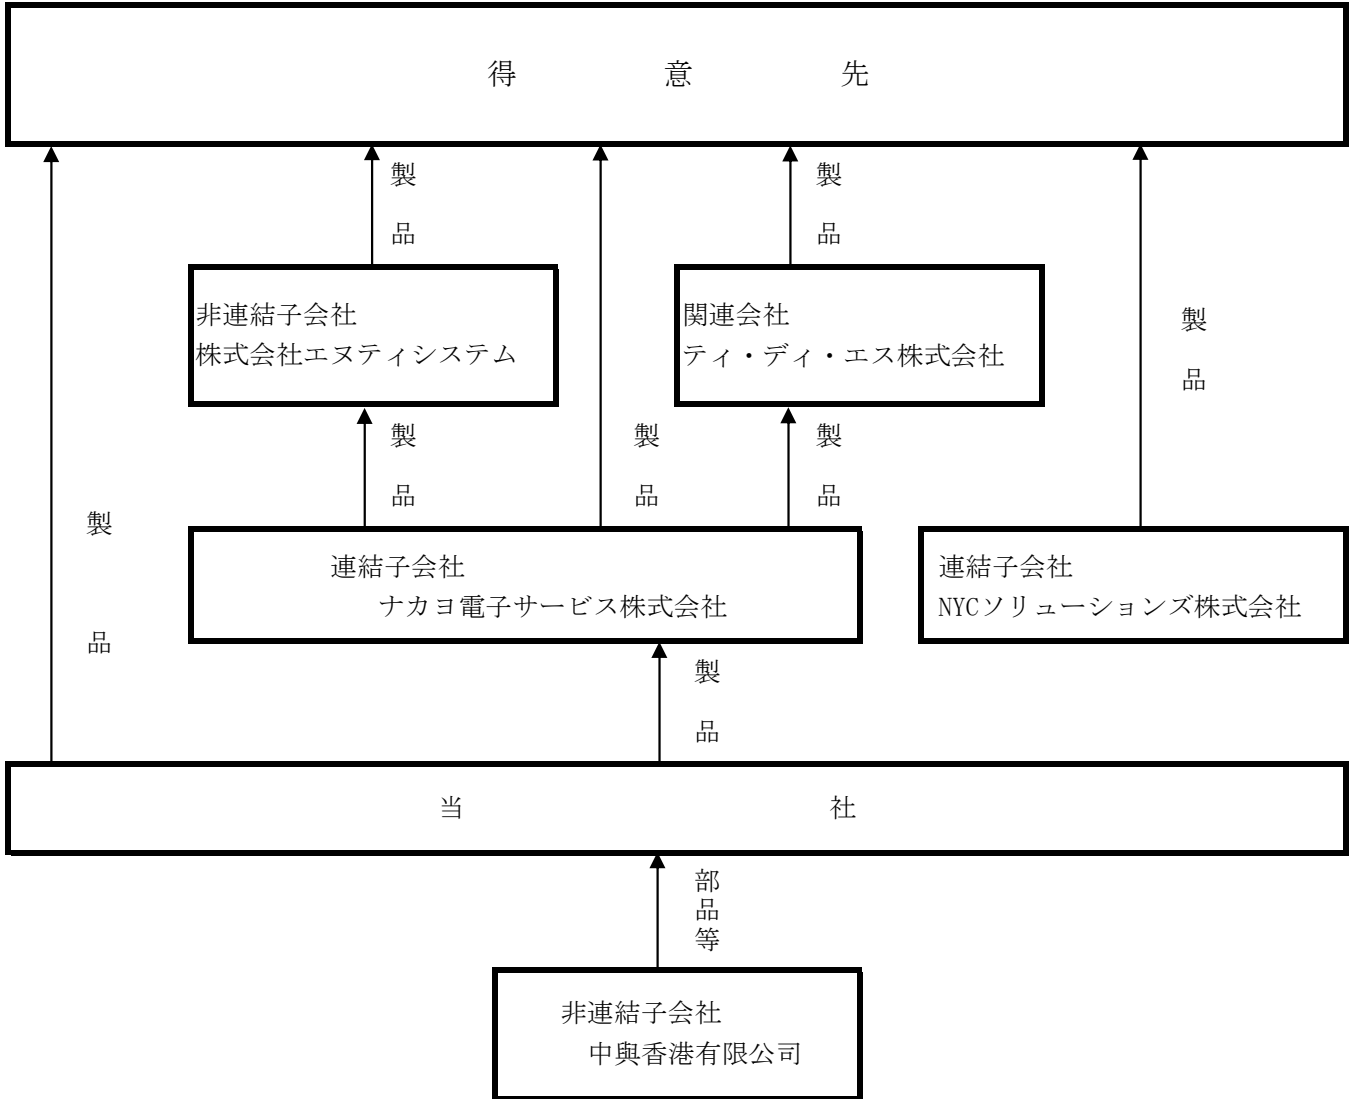 得意先
製品
製品
非連結子会社
株式会社エヌティシステム
関連会社
ティ・ディ・エス株式会社
製品
製品
製品
製品
製品
連結子会社
ナカヨ電子サービス株式会社
連結子会社
NYCソリューションズ株式会社
製品
当社
部品等
非連結子会社
中與香港有限公司